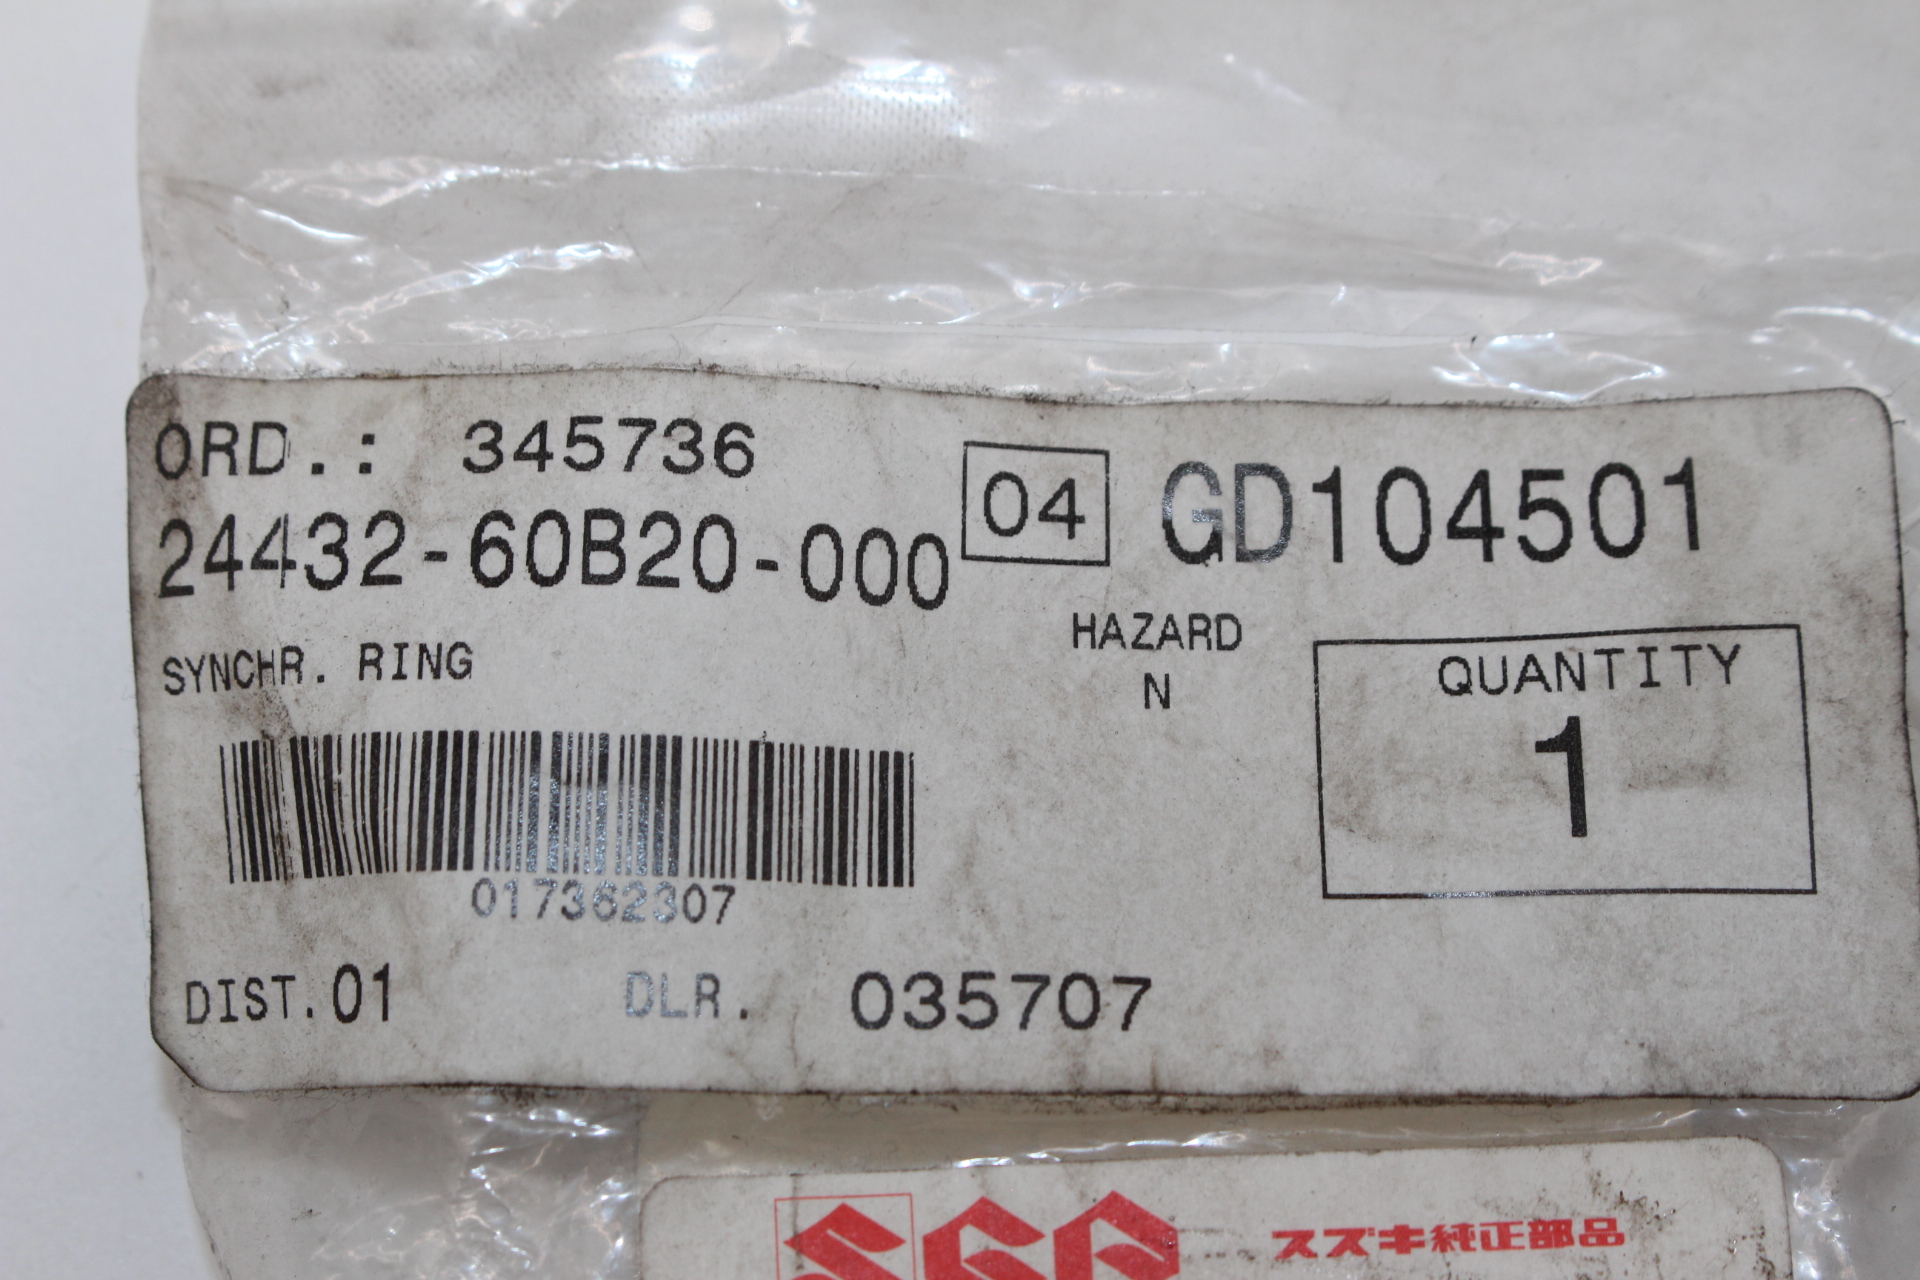 ORD.: 345736
24432-60B20-000
04
GD104501
SYNCHR. RING
HAZARD
N
QUANTITY
1
017362307
DIST.01 DLR. 035707
SGP
スズキ純正部品